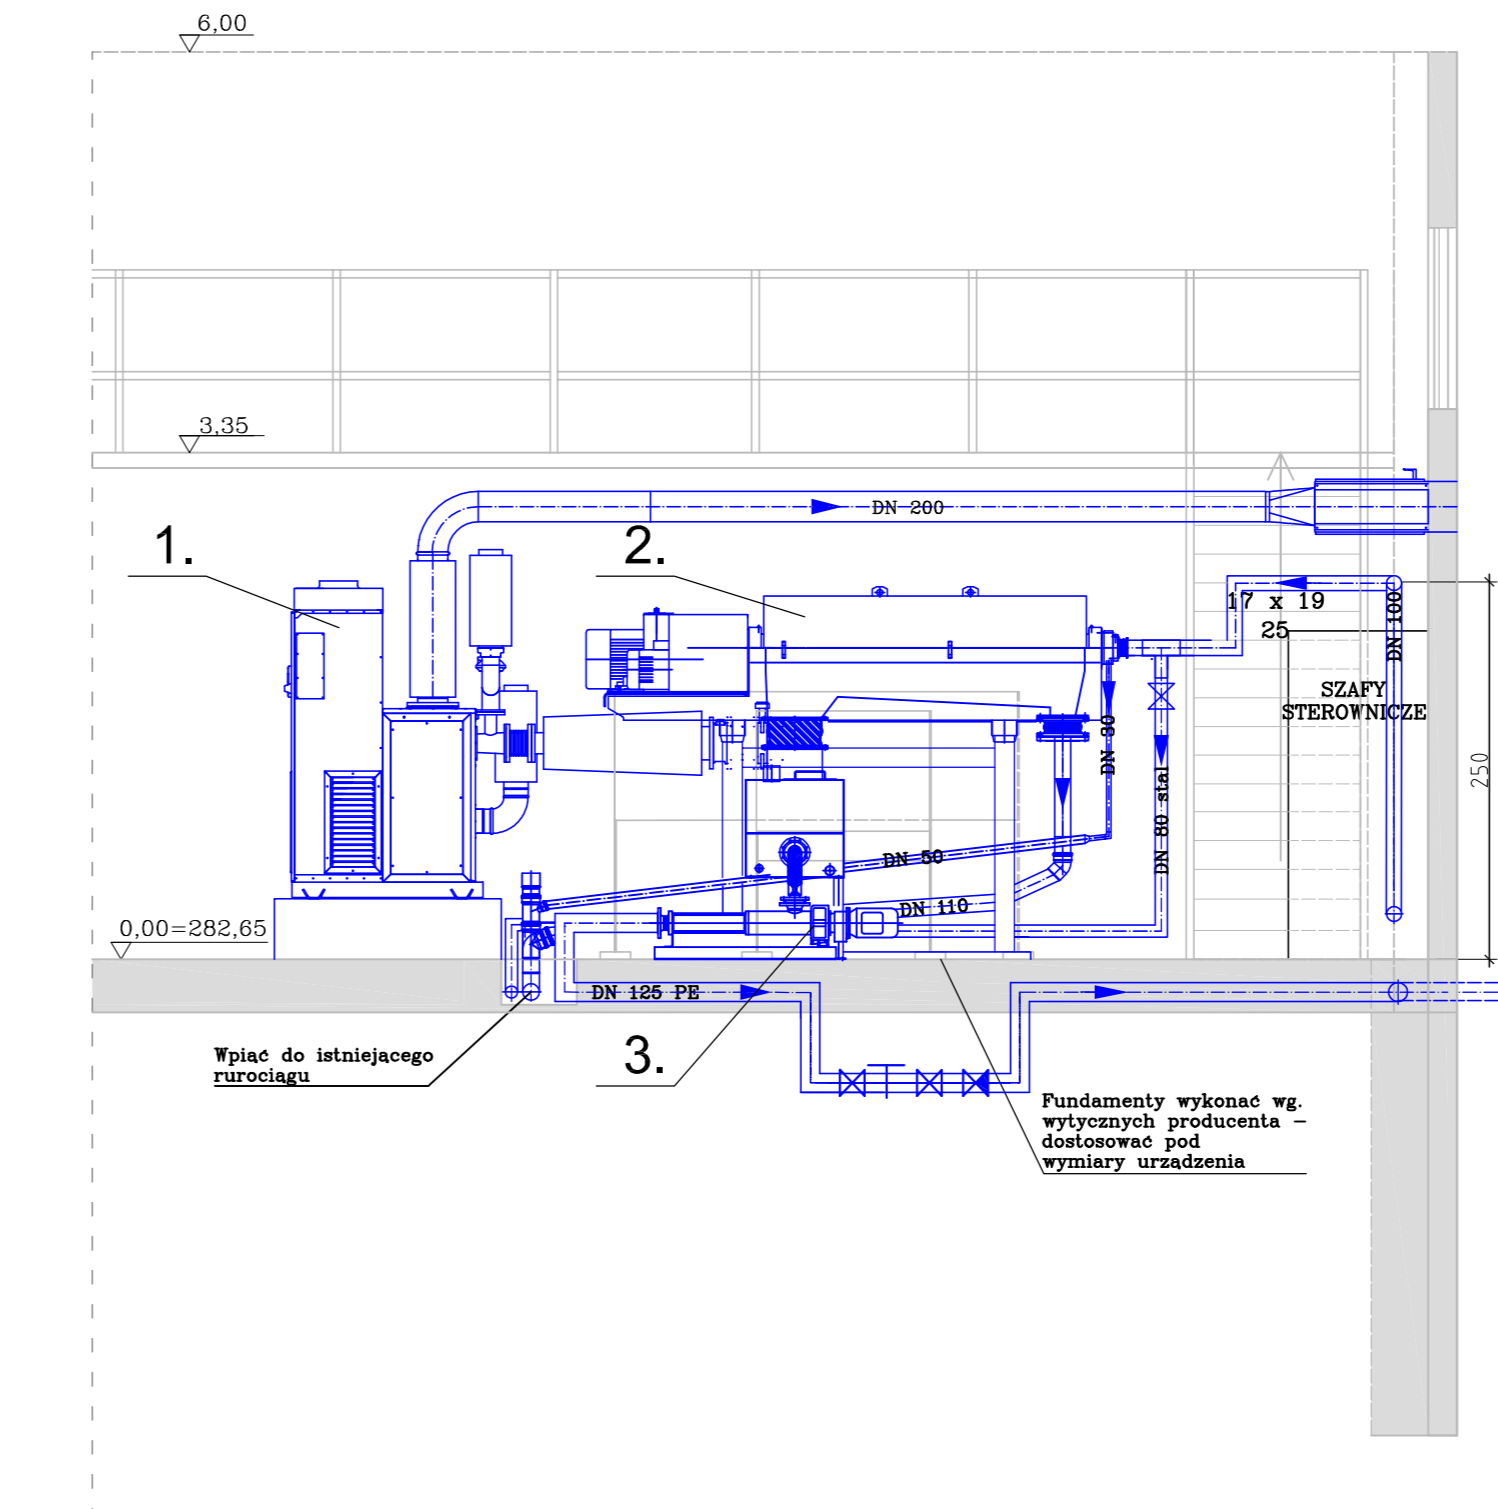 6,00
3,35
DN 200
1.
2.
17 x 19
25
DN 100
SZAFY
STEROWNICZE
DN 30
DN 80 stal
250
DN 50
DN 110
0,00=282,65
DN 125 PE
Wpiąć do istniejącego
rurociągu
3.
Fundamenty wykonać wg.
wytycznych producenta –
dostosować pod
wymiary urządzenia